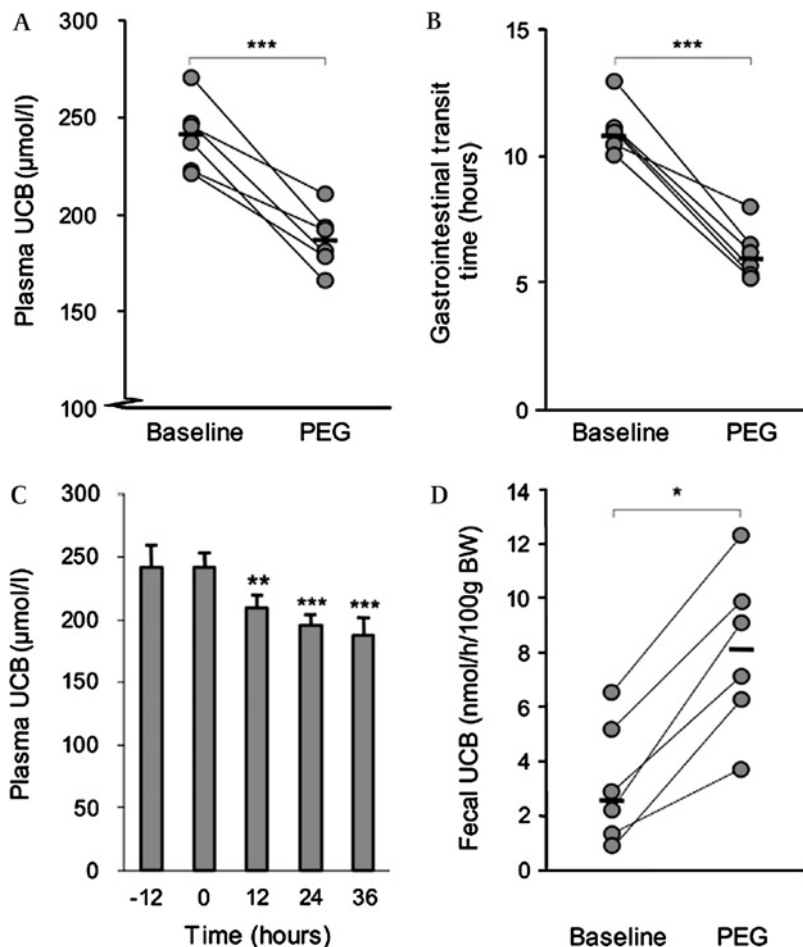 A
Plasma UCB (μmol/l)
300
250
200
150
100
***
Baseline PEG
B
Gastrointestinal transit
time (hours)
15
10
5
0
***
Baseline PEG
C
Plasma UCB (μmol/l)
300
250
200
150
100
50
0
** *** ***
-12 0 12 24 36
Time (hours)
D
Fecal UCB (nmol/h/100g BW)
14
12
10
8
6
4
2
0
*
Baseline PEG